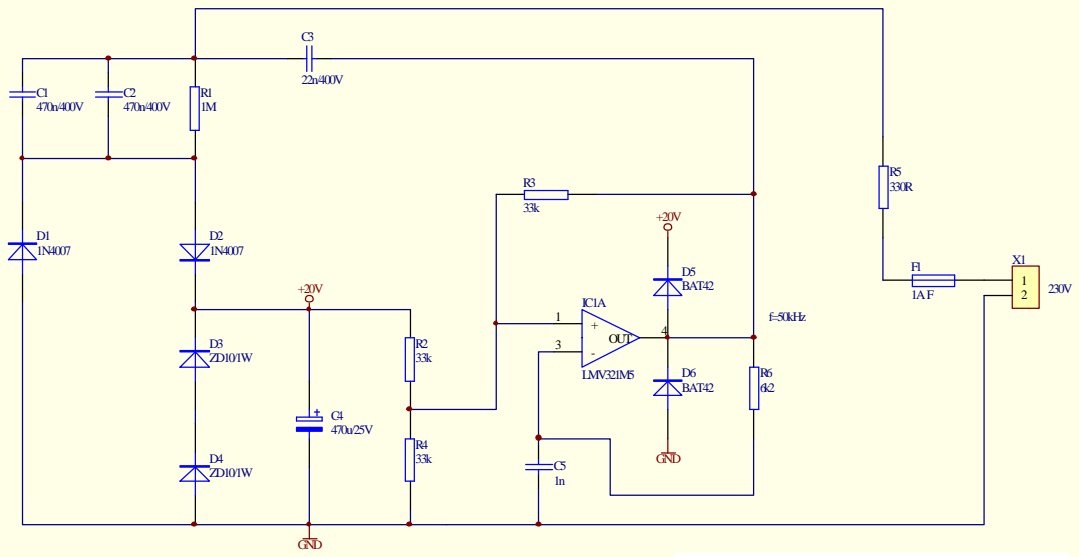 C3
22n/400V
C1
470n/400V
C2
470n/400V
R1
1M
R5
330R
R3
33k
+20V
D1
1N4007
D2
1N4007
D5
BAT42
F1
1A F
X1
1
2
230V
+20V
IC1A
1
+
3
-
OUT
4
LMV321M5
f=50kHz
D3
ZD10/1W
R2
33k
D6
BAT42
R6
6k2
C4
+
470u/25V
R4
33k
D4
ZD10/1W
C5
1n
GND
GND